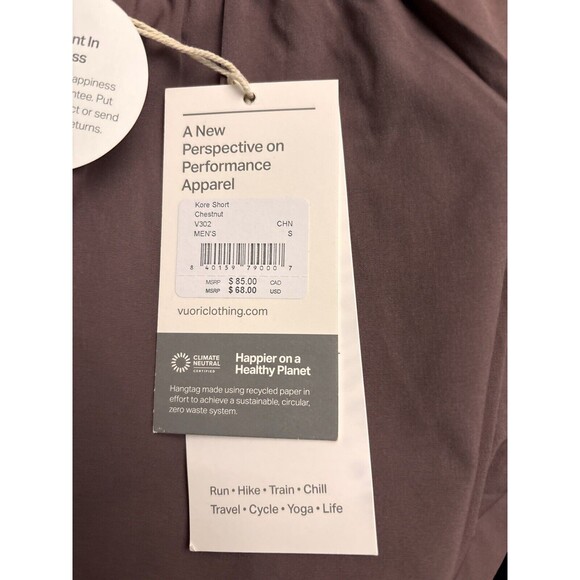 nt In
ss
appiness
ntee. Put
ct or send
eturns.
A New
Perspective on
Performance
Apparel
Kore Short
Chestnut
V302 CHN
MEN'S S
8 40159 79000 7
MSRP $ 85.00 CAD
MSRP $ 68.00 USD
vuoriclothing.com
CLIMATE
NEUTRAL
CERTIFIED
Happier on a
Healthy Planet
Hangtag made using recycled paper in
effort to achieve a sustainable, circular,
zero waste system.
Run • Hike • Train • Chill
Travel • Cycle • Yoga • Life